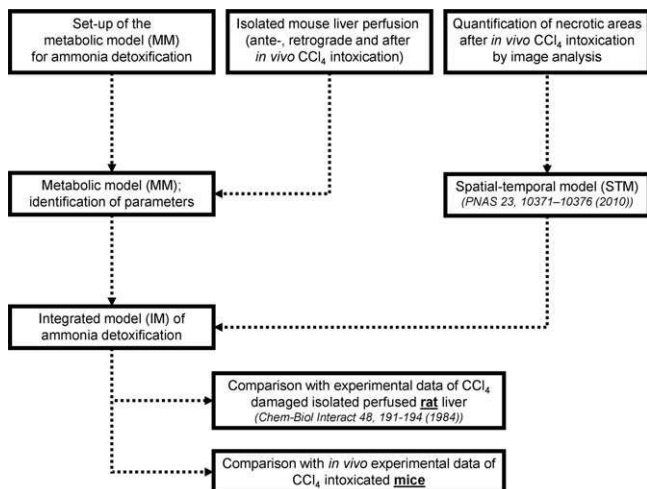 Set-up of the
metabolic model (MM)
for ammonia detoxification
Isolated mouse liver perfusion
(ante-, retrograde and after
in vivo CCl4 intoxication)
Quantification of necrotic areas
after in vivo CCl4 intoxication
by image analysis
Metabolic model (MM);
identification of parameters
Spatial-temporal model (STM)
(PNAS 23, 10371–10376 (2010))
Integrated model (IM) of
ammonia detoxification
Comparison with experimental data of CCl4
damaged isolated perfused rat liver
(Chem-Biol Interact 48, 191-194 (1984))
Comparison with in vivo experimental data of
CCl4 intoxicated mice